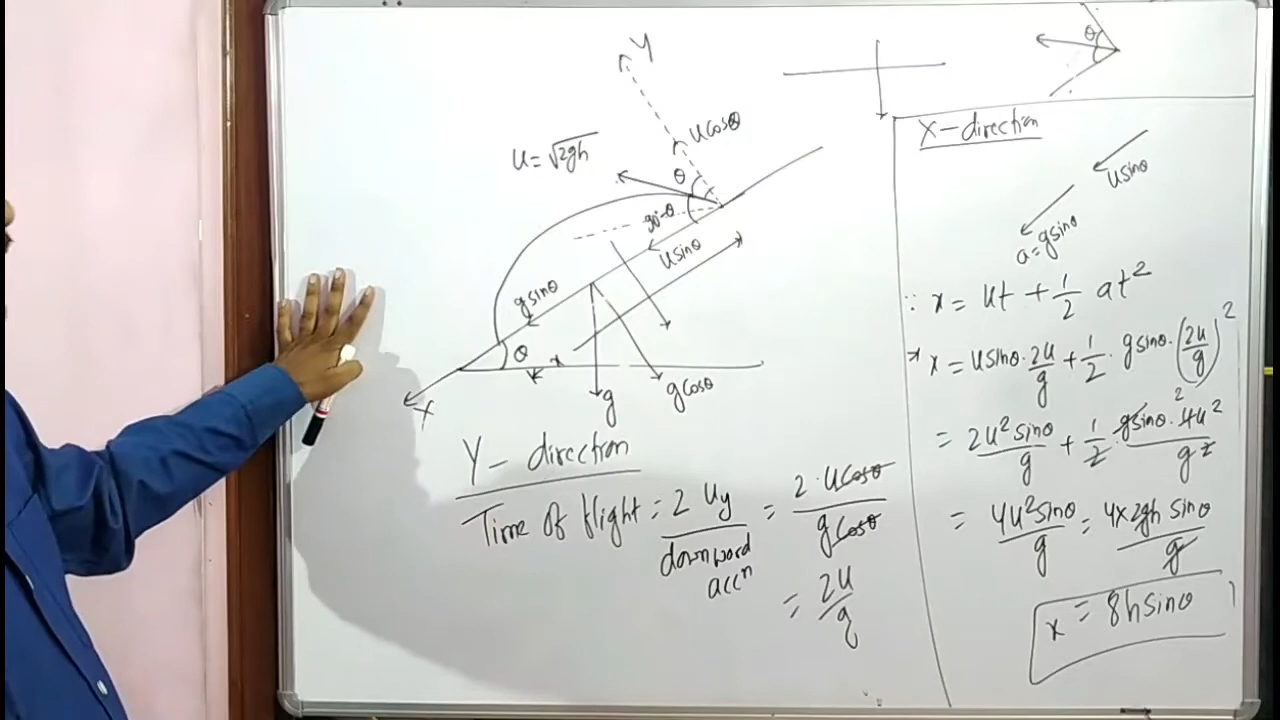 Y
u cosθ
u = √2gh
θ
90-θ
u sinθ
g sinθ
θ
x
g
g cosθ
x
Y - direction
Time of flight = 2 uy / downward accⁿ = 2·u cosθ / g cosθ
= 2u / g
θ
X-direction
u sinθ
a = g sinθ
∵ x = ut + 1/2 at²
x = u sinθ · 2u/g + 1/2 · g sinθ · (2u/g)²
= 2u² sinθ / g + 1/2 · g sinθ · 4u² / g²
= 4u² sinθ / g = 4 x 2gh sinθ / g
x = 8h sinθ